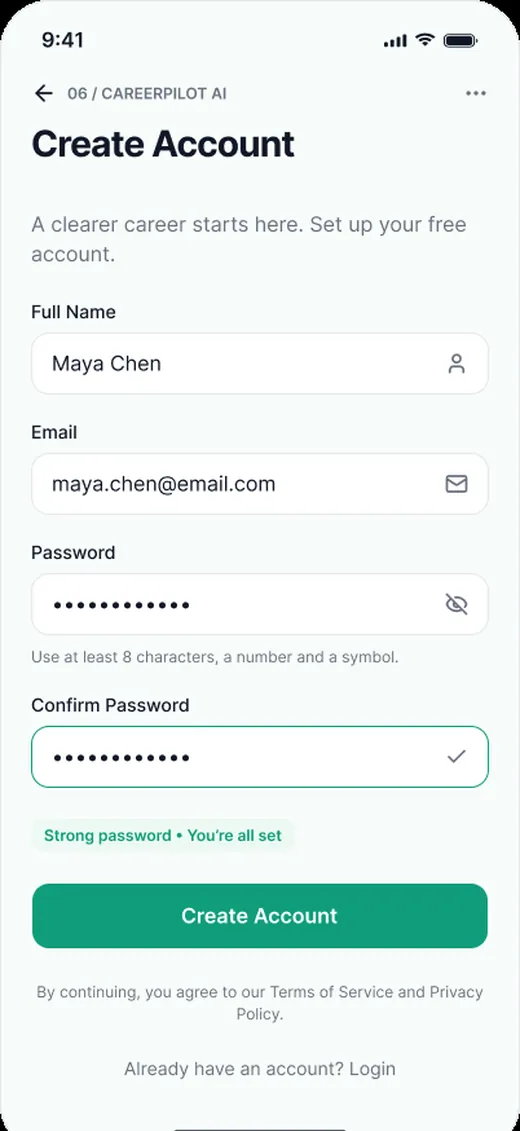 9:41
06 / CAREERPILOT AI
Create Account
A clearer career starts here. Set up your free
account.
Full Name
Maya Chen
Email
maya.chen@email.com
Password
••••••••••••
Use at least 8 characters, a number and a symbol.
Confirm Password
••••••••••••
Strong password • You’re all set
Create Account
By continuing, you agree to our Terms of Service and Privacy
Policy.
Already have an account? Login